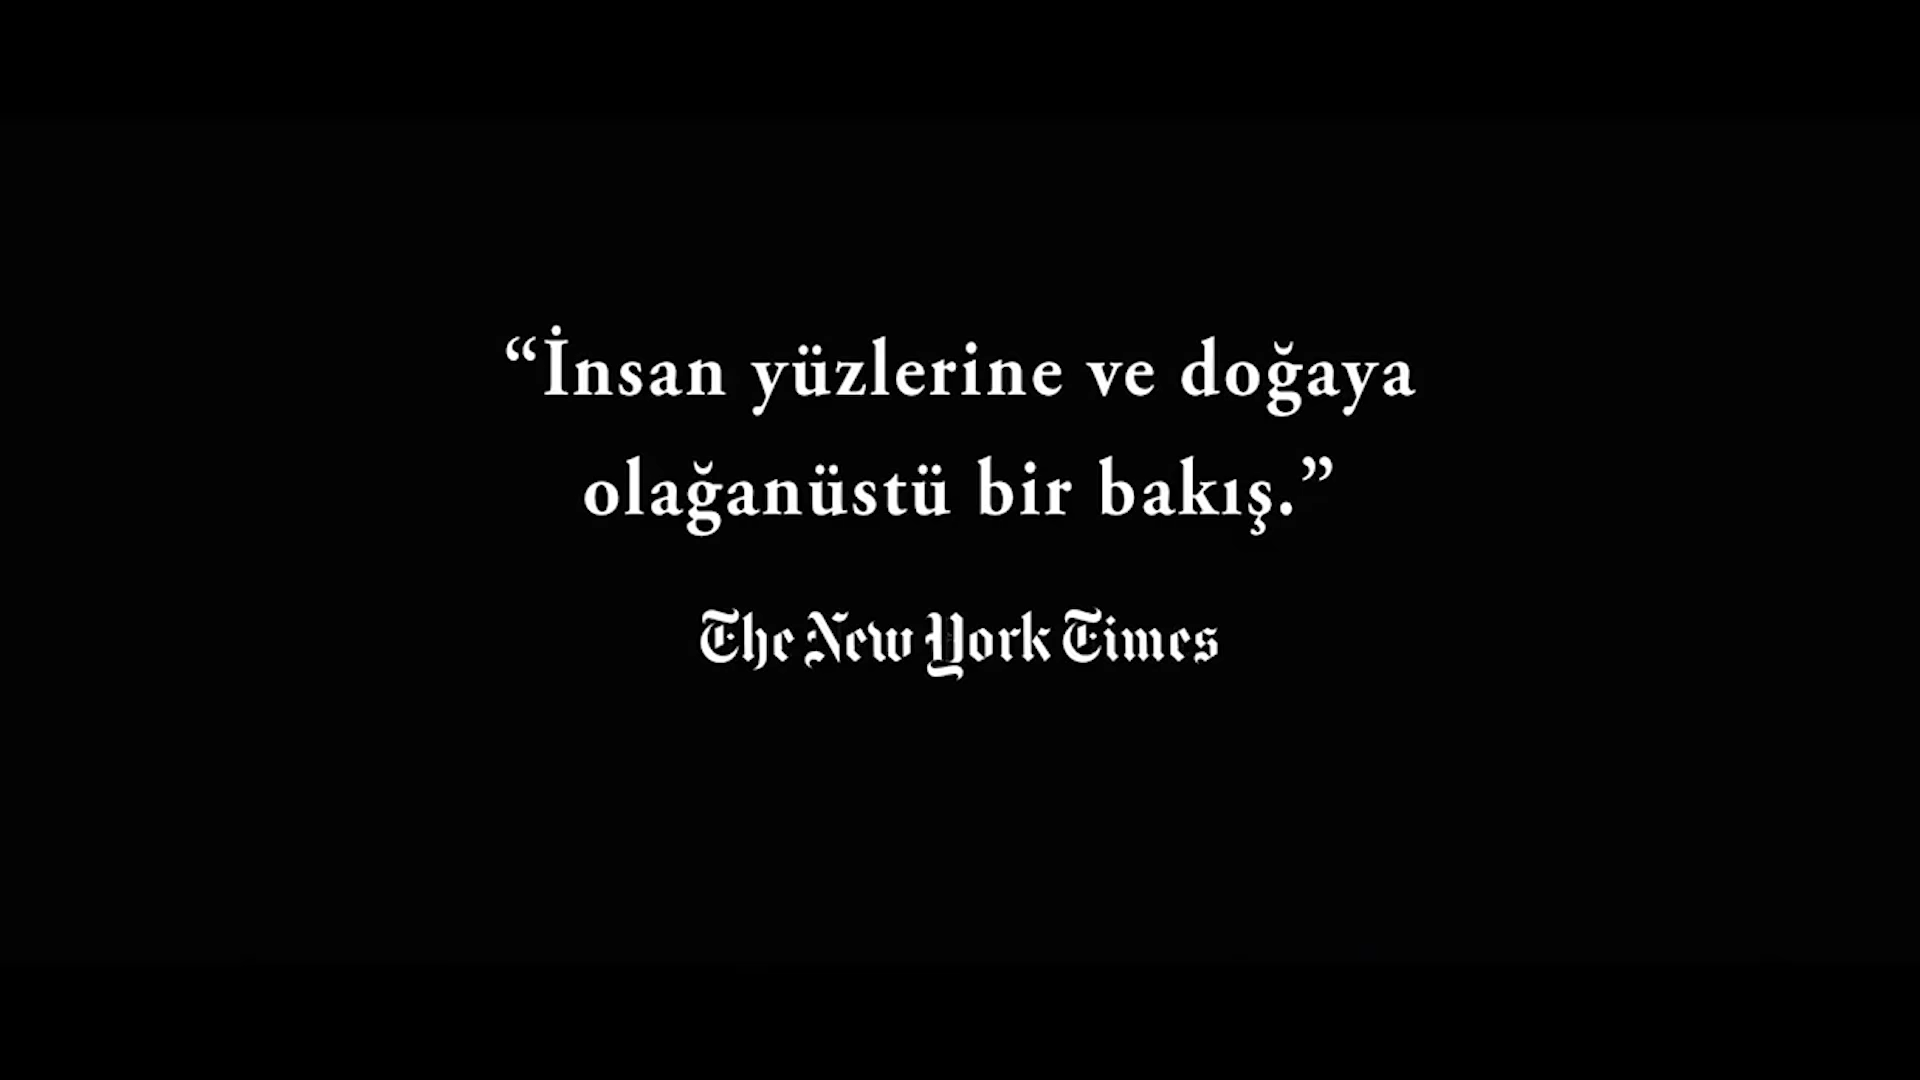 “İnsan yüzlerine ve doğaya
olağanüstü bir bakış.”
The New York Times